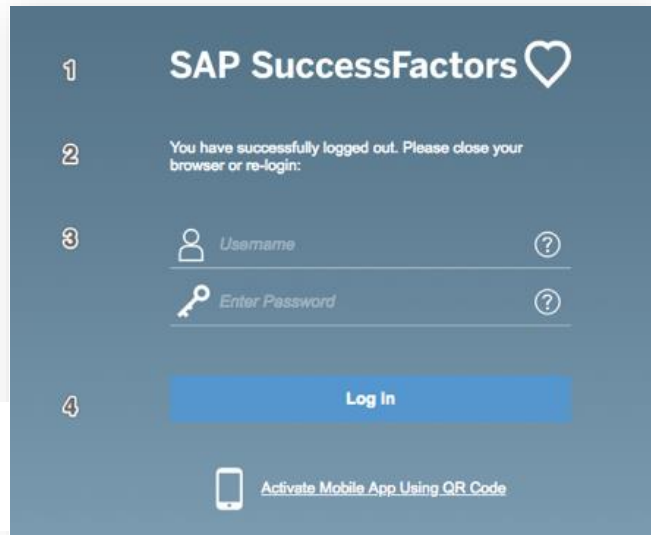 1 SAP SuccessFactors
2 You have successfully logged out. Please close your
browser or re-login:
3 Username ?
Enter Password ?
4 Log In
Activate Mobile App Using QR Code